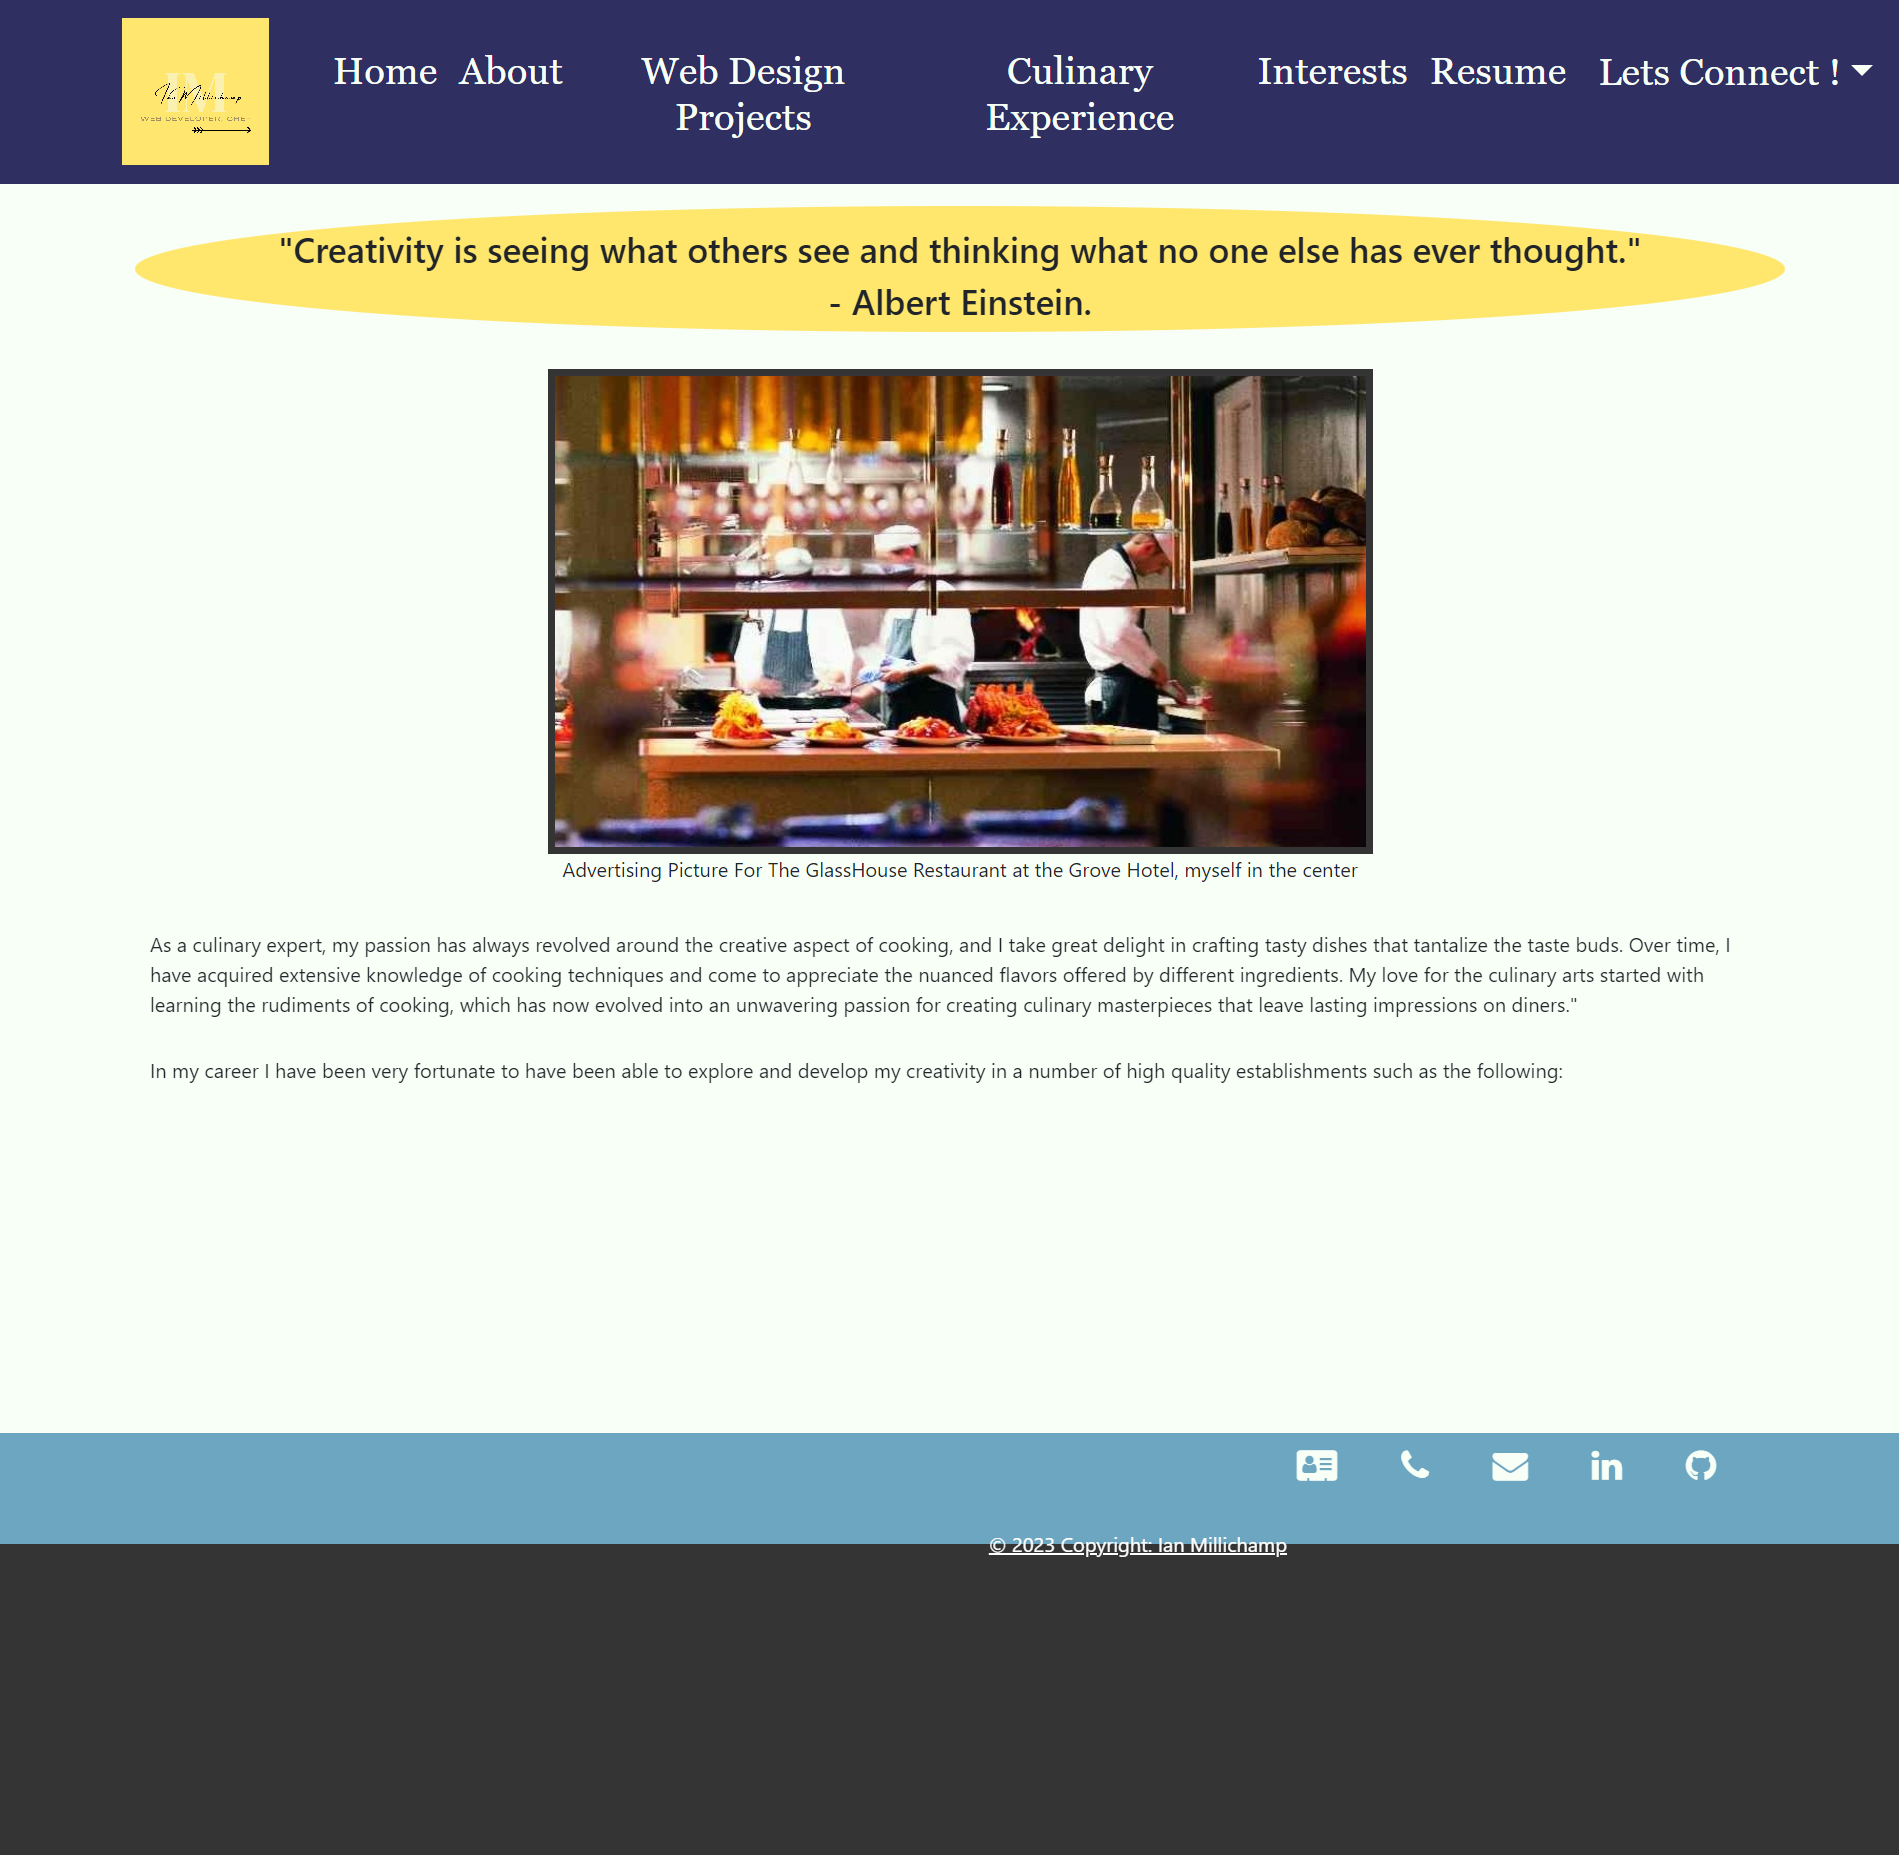 IM
Ian Millichamp
WEB DEVELOPER, CHEF
Home
About
Web Design
Projects
Culinary
Experience
Interests
Resume
Lets Connect !
"Creativity is seeing what others see and thinking what no one else has ever thought."
- Albert Einstein.
Advertising Picture For The GlassHouse Restaurant at the Grove Hotel, myself in the center
As a culinary expert, my passion has always revolved around the creative aspect of cooking, and I take great delight in crafting tasty dishes that tantalize the taste buds. Over time, I
have acquired extensive knowledge of cooking techniques and come to appreciate the nuanced flavors offered by different ingredients. My love for the culinary arts started with
learning the rudiments of cooking, which has now evolved into an unwavering passion for creating culinary masterpieces that leave lasting impressions on diners."
In my career I have been very fortunate to have been able to explore and develop my creativity in a number of high quality establishments such as the following:
© 2023 Copyright: Ian Millichamp